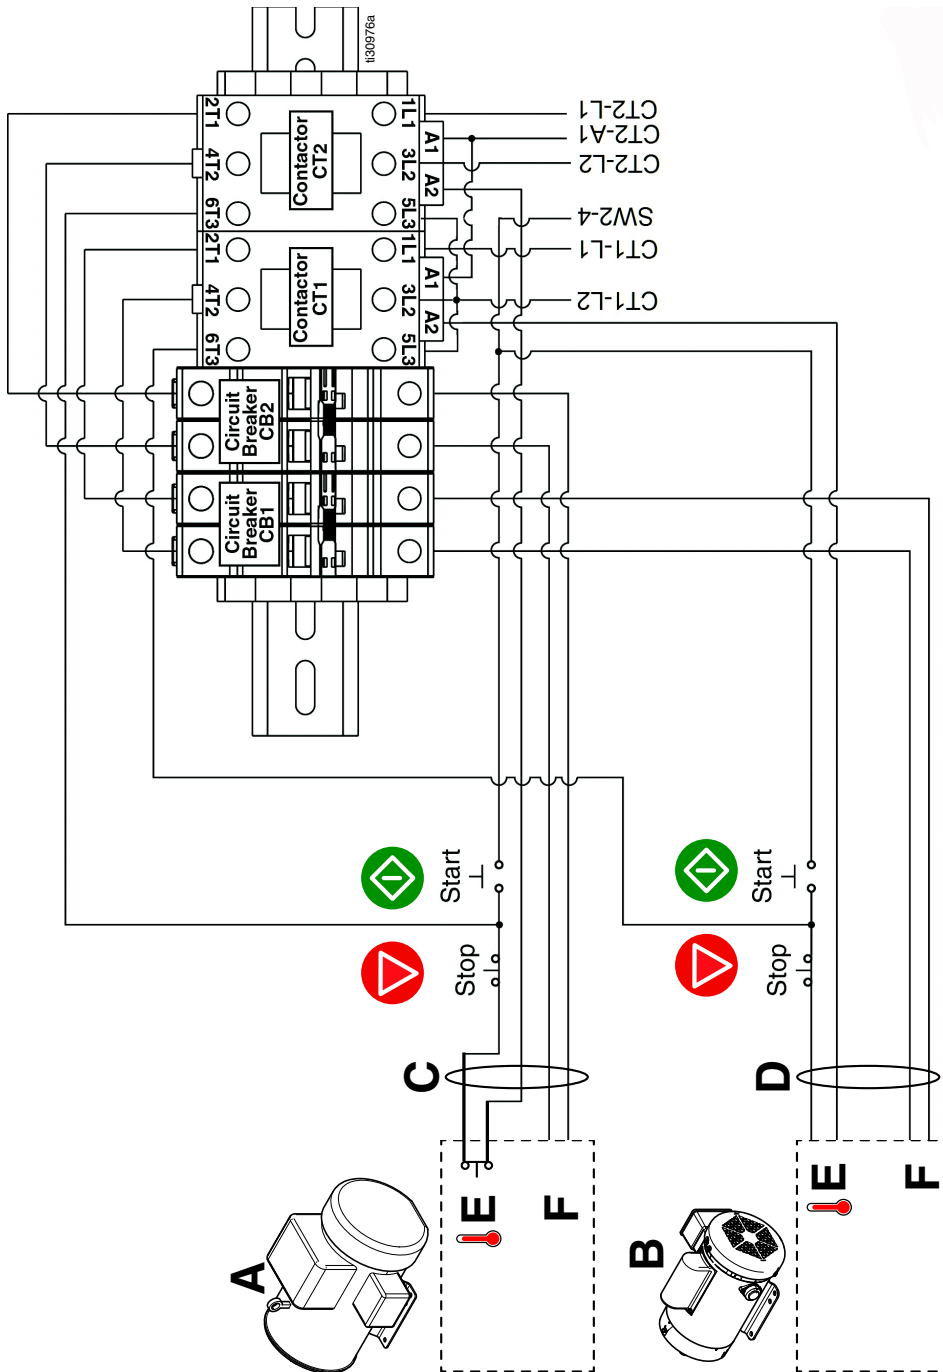 ti30976a
2T1
4T2
6T3
Contactor
CT2
1L1
3L2
5L3
A1
A2
CT2-L1
CT2-A1
CT2-L2
SW2-4
CT1-L1
CT1-L2
2T1
4T2
6T3
Contactor
CT1
1L1
3L2
5L3
A1
A2
Circuit
Breaker
CB2
Circuit
Breaker
CB1
Start
Stop
Start
Stop
C
D
E
F
E
F
A
B